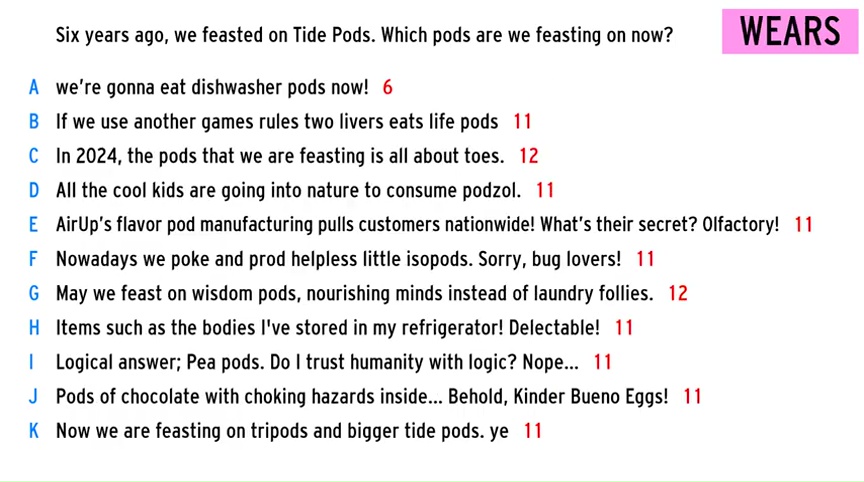 Six years ago, we feasted on Tide Pods. Which pods are we feasting on now?
WEARS
A we're gonna eat dishwasher pods now! 6
B If we use another games rules two livers eats life pods 11
C In 2024, the pods that we are feasting is all about toes. 12
D All the cool kids are going into nature to consume podzol. 11
E AirUp's flavor pod manufacturing pulls customers nationwide! What's their secret? Olfactory! 11
F Nowadays we poke and prod helpless little isopods. Sorry, bug lovers! 11
G May we feast on wisdom pods, nourishing minds instead of laundry follies. 12
H Items such as the bodies I've stored in my refrigerator! Delectable! 11
I Logical answer; Pea pods. Do I trust humanity with logic? Nope... 11
J Pods of chocolate with choking hazards inside... Behold, Kinder Bueno Eggs! 11
K Now we are feasting on tripods and bigger tide pods. ye 11